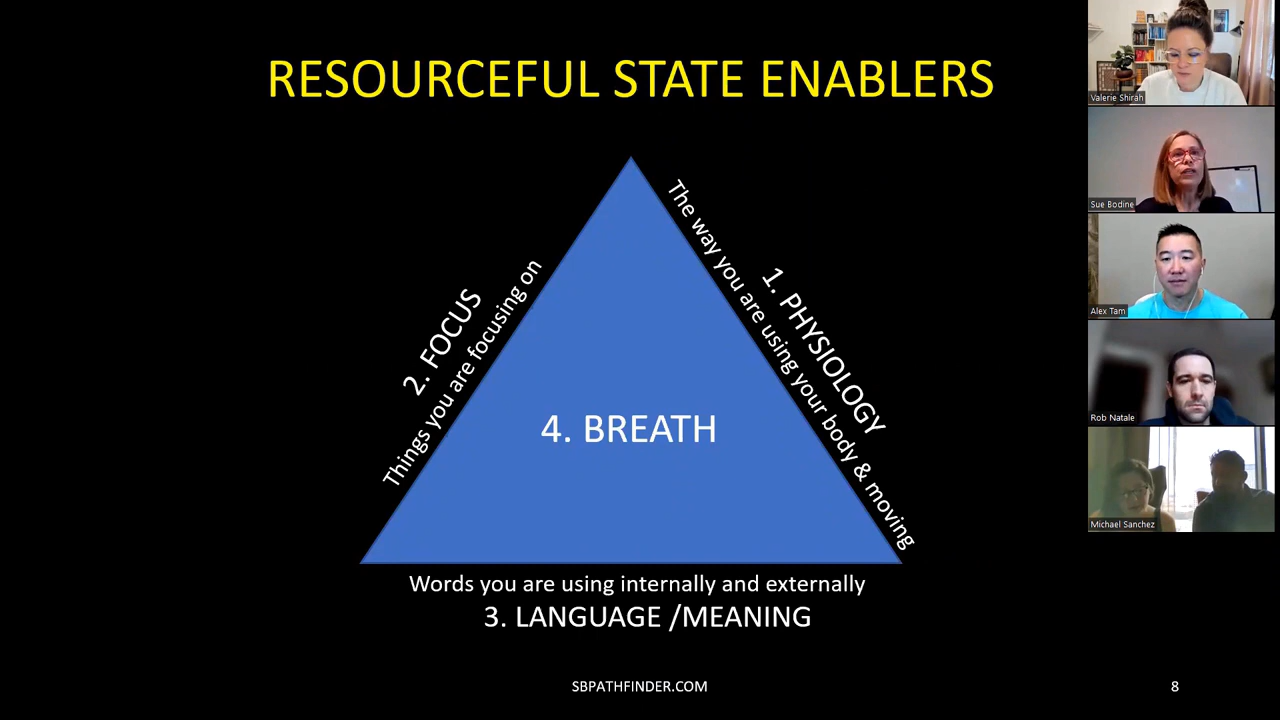 RESOURCEFUL STATE ENABLERS
1. PHYSIOLOGY
The way you are using your body & moving
2. FOCUS
Things you are focusing on
4. BREATH
Words you are using internally and externally
3. LANGUAGE /MEANING
SBPATHFINDER.COM
8
Valerie Shirah
Sue Bodine
Alex Tam
Rob Natale
Michael Sanchez